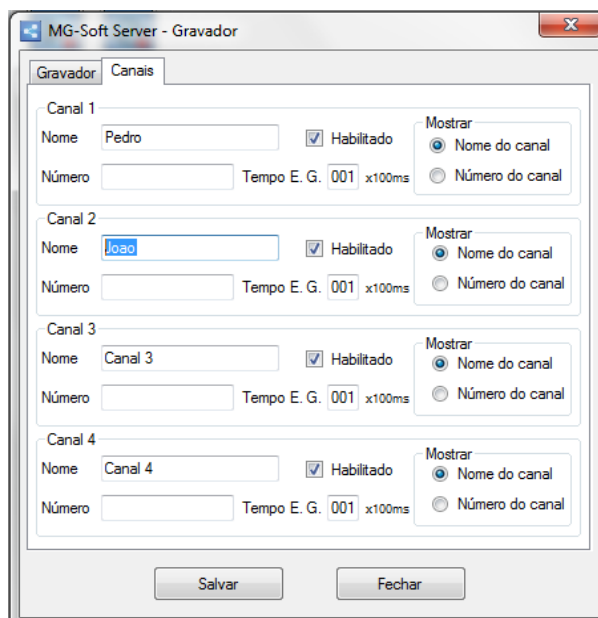 MG-Soft Server - Gravador
Gravador Canais
Canal 1
Nome Pedro Habilitado
Mostrar
Nome do canal
Número Tempo E. G. 001 x100ms Número do canal
Canal 2
Nome Joao Habilitado
Mostrar
Nome do canal
Número Tempo E. G. 001 x100ms Número do canal
Canal 3
Nome Canal 3 Habilitado
Mostrar
Nome do canal
Número Tempo E. G. 001 x100ms Número do canal
Canal 4
Nome Canal 4 Habilitado
Mostrar
Nome do canal
Número Tempo E. G. 001 x100ms Número do canal
Salvar Fechar